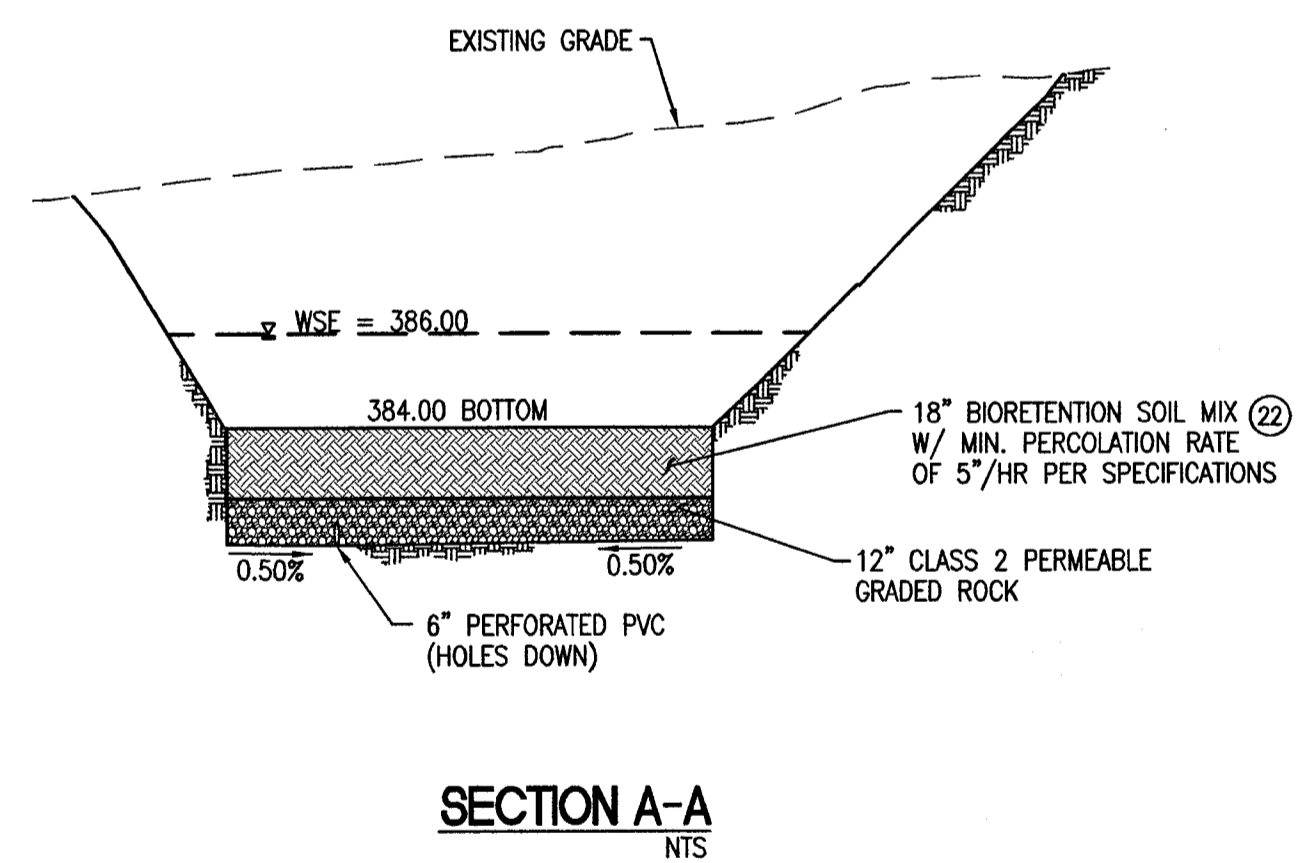 EXISTING GRADE
WSE = 386.00
384.00 BOTTOM
18" BIORETENTION SOIL MIX 22
W/ MIN. PERCOLATION RATE
OF 5"/HR PER SPECIFICATIONS
12" CLASS 2 PERMEABLE
GRADED ROCK
0.50%
0.50%
6" PERFORATED PVC
(HOLES DOWN)
SECTION A-A
NTS